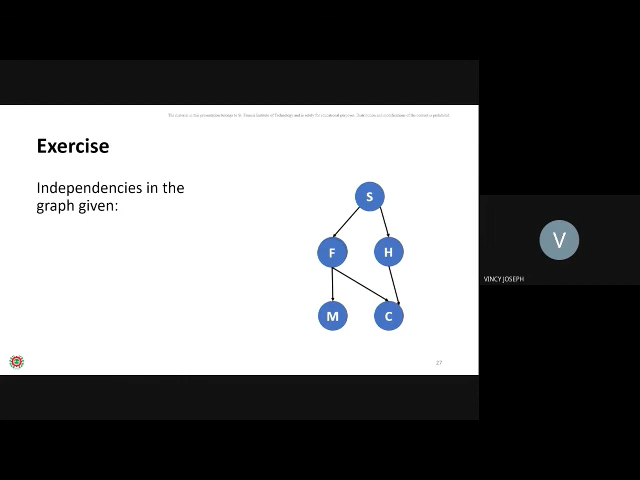 Exercise
Independencies in the
graph given:
S
F
H
M
C
27
V
VINCY JOSEPH